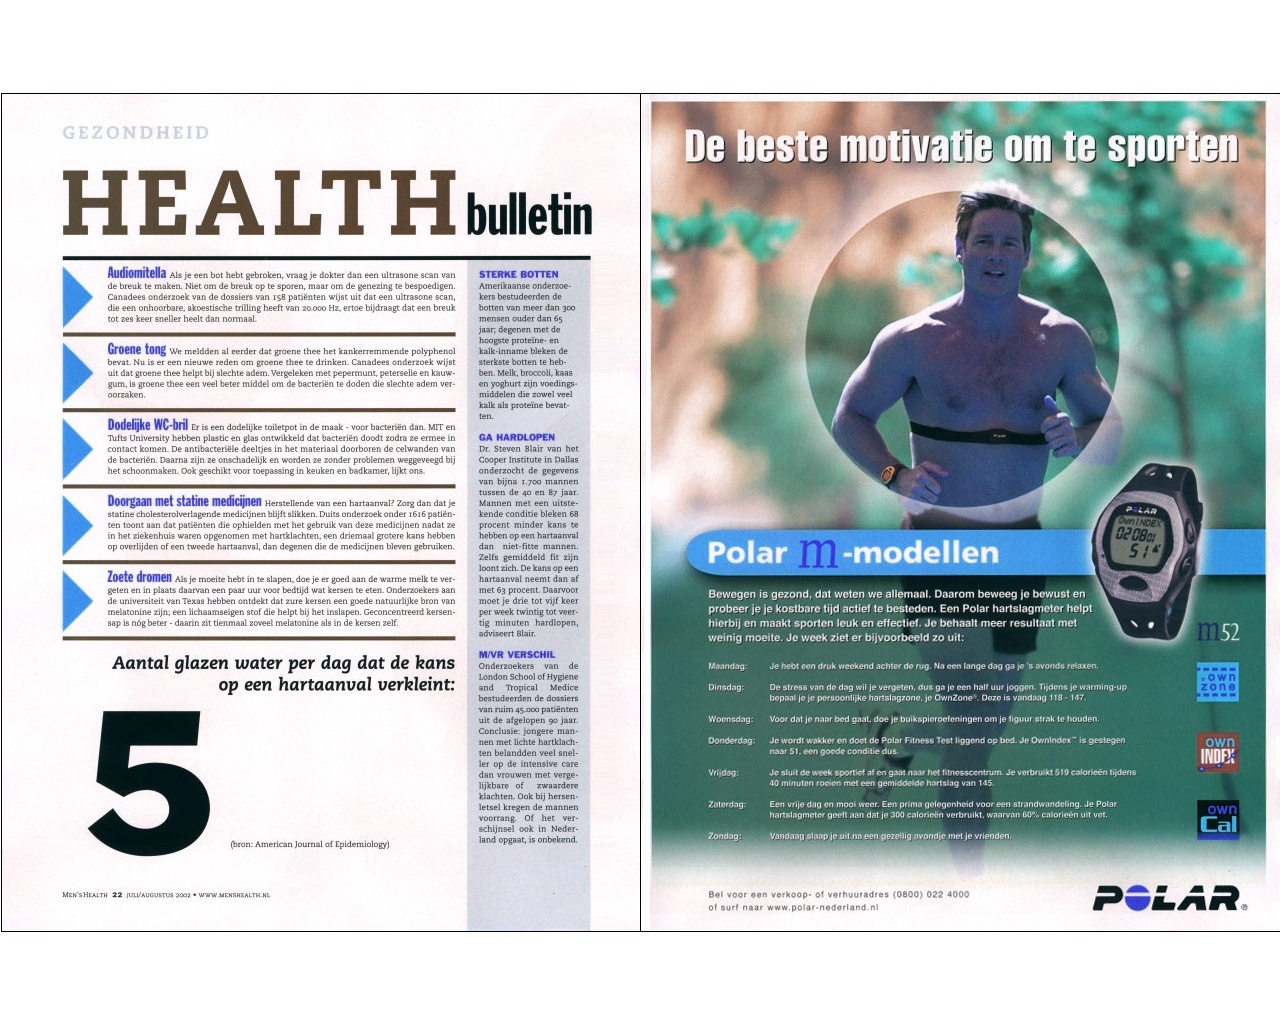 GEZONDHEID
HEALTH bulletin
Audiomitella Als je een bot hebt gebroken, vraag je dokter dan een ultrasone scan van
de breuk te maken. Niet om de breuk op te sporen, maar om de genezing te bespoedigen.
Canadees onderzoek van de dossiers van 158 patiënten wijst uit dat een ultrasone scan,
die een onhoorbare, akoestische trilling heeft van 20.000 Hz, ertoe bijdraagt dat een breuk
tot zes keer sneller heelt dan normaal.
Groene tong We meldden al eerder dat groene thee het kankerremmende polyphenol
bevat. Nu is er een nieuwe reden om groene thee te drinken. Canadees onderzoek wijst
uit dat groene thee helpt bij slechte adem. Vergeleken met pepermunt, peterselie en kauw-
gum, is groene thee een veel beter middel om de bacteriën te doden die slechte adem ver-
oorzaken.
Dodelijke WC-bril Er is een dodelijke toiletpot in de maak - voor bacteriën dan. MIT en
Tufts University hebben plastic en glas ontwikkeld dat bacteriën doodt zodra ze ermee in
contact komen. De antibacteriële deeltjes in het materiaal doorboren de celwanden van
de bacteriën. Daarna zijn ze onschadelijk en worden ze zonder problemen weggeveegd bij
het schoonmaken. Ook geschikt voor toepassing in keuken en badkamer, lijkt ons.
Doorgaan met statine medicijnen Herstellende van een hartaanval? Zorg dan dat je
statine cholesterolverlagende medicijnen blijft slikken. Duits onderzoek onder 1616 patiën-
ten toont aan dat patiënten die ophielden met het gebruik van deze medicijnen nadat ze
in het ziekenhuis waren opgenomen met hartklachten, een driemaal grotere kans hebben
op overlijden of een tweede hartaanval, dan degenen die de medicijnen bleven gebruiken.
Zoete dromen Als je moeite hebt in te slapen, doe je er goed aan de warme melk te ver-
geten en in plaats daarvan een paar uur voor bedtijd wat kersen te eten. Onderzoekers aan
de universiteit van Texas hebben ontdekt dat zure kersen een goede natuurlijke bron van
melatonine zijn; een lichaamseigen stof die helpt bij het inslapen. Geconcentreerd kersen-
sap is nóg beter - daarin zit tienmaal zoveel melatonine als in de kersen zelf.
Aantal glazen water per dag dat de kans
op een hartaanval verkleint:
5
(bron: American Journal of Epidemiology)
MEN'S HEALTH 22 JULI/AUGUSTUS 2002 • WWW.MENSHEALTH.NL
STERKE BOTTEN
Amerikaanse onderzoe-
kers bestudeerden de
botten van meer dan 300
mensen ouder dan 65
jaar; degenen met de
hoogste proteïne- en
kalk-inname bleken de
sterkste botten te heb-
ben. Melk, broccoli, kaas
en yoghurt zijn voedings-
middelen die zowel veel
kalk als proteïne bevat-
ten.
GA HARDLOPEN
Dr. Steven Blair van het
Cooper Institute in Dallas
onderzocht de gegevens
van bijna 1.700 mannen
tussen de 40 en 87 jaar.
Mannen met een uitste-
kende conditie bleken 68
procent minder kans te
hebben op een hartaanval
dan niet-fitte mannen.
Zelfs gemiddeld fit zijn
loont zich. De kans op een
hartaanval neemt dan af
met 63 procent. Daarvoor
moet je drie tot vijf keer
per week twintig tot veer-
tig minuten hardlopen,
adviseert Blair.
M/VR VERSCHIL
Onderzoekers van de
London School of Hygiene
and Tropical Medice
bestudeerden de dossiers
van ruim 45.000 patiënten
uit de afgelopen 90 jaar.
Conclusie: jongere man-
nen met lichte hartklach-
ten belandden veel snel-
ler op de intensive care
dan vrouwen met verge-
lijkbare of zwaardere
klachten. Ook bij hersen-
letsel kregen de mannen
voorrang. Of het ver-
schijnsel ook in Neder-
land opgaat, is onbekend.
De beste motivatie om te sporten
POLAR
OwnINDEX
020801
51
Polar m-modellen
Bewegen is gezond, dat weten we allemaal. Daarom beweeg je bewust en
probeer je je kostbare tijd actief te besteden. Een Polar hartslagmeter helpt
hierbij en maakt sporten leuk en effectief. Je behaalt meer resultaat met
weinig moeite. Je week ziet er bijvoorbeeld zo uit:
m52
Maandag: Je hebt een druk weekend achter de rug. Na een lange dag ga je 's avonds relaxen.
Dinsdag: De stress van de dag wil je vergeten, dus ga je een half uur joggen. Tijdens je warming-up
bepaal je je persoonlijke hartslagzone, je OwnZone®. Deze is vandaag 118 - 147.
own zone
Woensdag: Voor dat je naar bed gaat, doe je buikspieroefeningen om je figuur strak te houden.
Donderdag: Je wordt wakker en doet de Polar Fitness Test liggend op bed. Je OwnIndex™ is gestegen
naar 51, een goede conditie dus.
own INDEX
Vrijdag: Je sluit de week sportief af en gaat naar het fitnesscentrum. Je verbruikt 519 calorieën tijdens
40 minuten roeien met een gemiddelde hartslag van 145.
Zaterdag: Een vrije dag en mooi weer. Een prima gelegenheid voor een strandwandeling. Je Polar
hartslagmeter geeft aan dat je 300 calorieën verbruikt, waarvan 60% calorieën uit vet.
own Cal
Zondag: Vandaag slaap je uit na een gezellig avondje met je vrienden.
Bel voor een verkoop- of verhuuradres (0800) 022 4000
of surf naar www.polar-nederland.nl
POLAR®